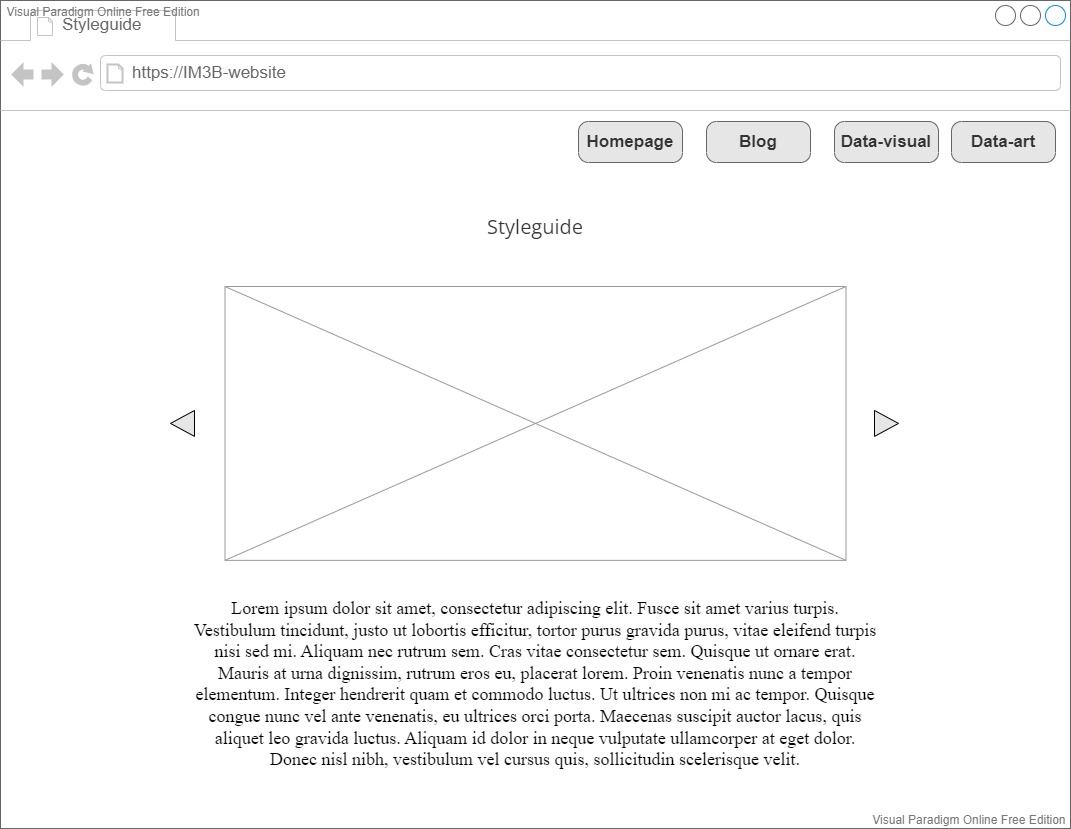 Visual Paradigm Online Free Edition
Styleguide
https://IM3B-website
Homepage Blog Data-visual Data-art
Styleguide
Lorem ipsum dolor sit amet, consectetur adipiscing elit. Fusce sit amet varius turpis.
Vestibulum tincidunt, justo ut lobortis efficitur, tortor purus gravida purus, vitae eleifend turpis
nisi sed mi. Aliquam nec rutrum sem. Cras vitae consectetur sem. Quisque ut ornare erat.
Mauris at urna dignissim, rutrum eros eu, placerat lorem. Proin venenatis nunc a tempor
elementum. Integer hendrerit quam et commodo luctus. Ut ultrices non mi ac tempor. Quisque
congue nunc vel ante venenatis, eu ultrices orci porta. Maecenas suscipit auctor lacus, quis
aliquet leo gravida luctus. Aliquam id dolor in neque vulputate ullamcorper at eget dolor.
Donec nisl nibh, vestibulum vel cursus quis, sollicitudin scelerisque velit.
Visual Paradigm Online Free Edition